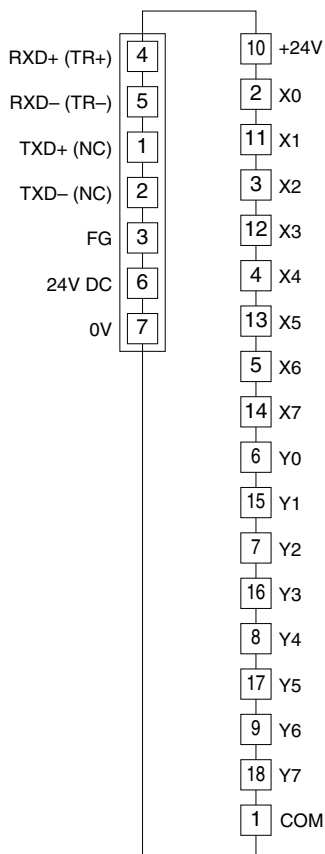 RXD+ (TR+) 4
RXD– (TR–) 5
TXD+ (NC) 1
TXD– (NC) 2
FG 3
24V DC 6
0V 7
10 +24V
2 X0
11 X1
3 X2
12 X3
4 X4
13 X5
5 X6
14 X7
6 Y0
15 Y1
7 Y2
16 Y3
8 Y4
17 Y5
9 Y6
18 Y7
1 COM